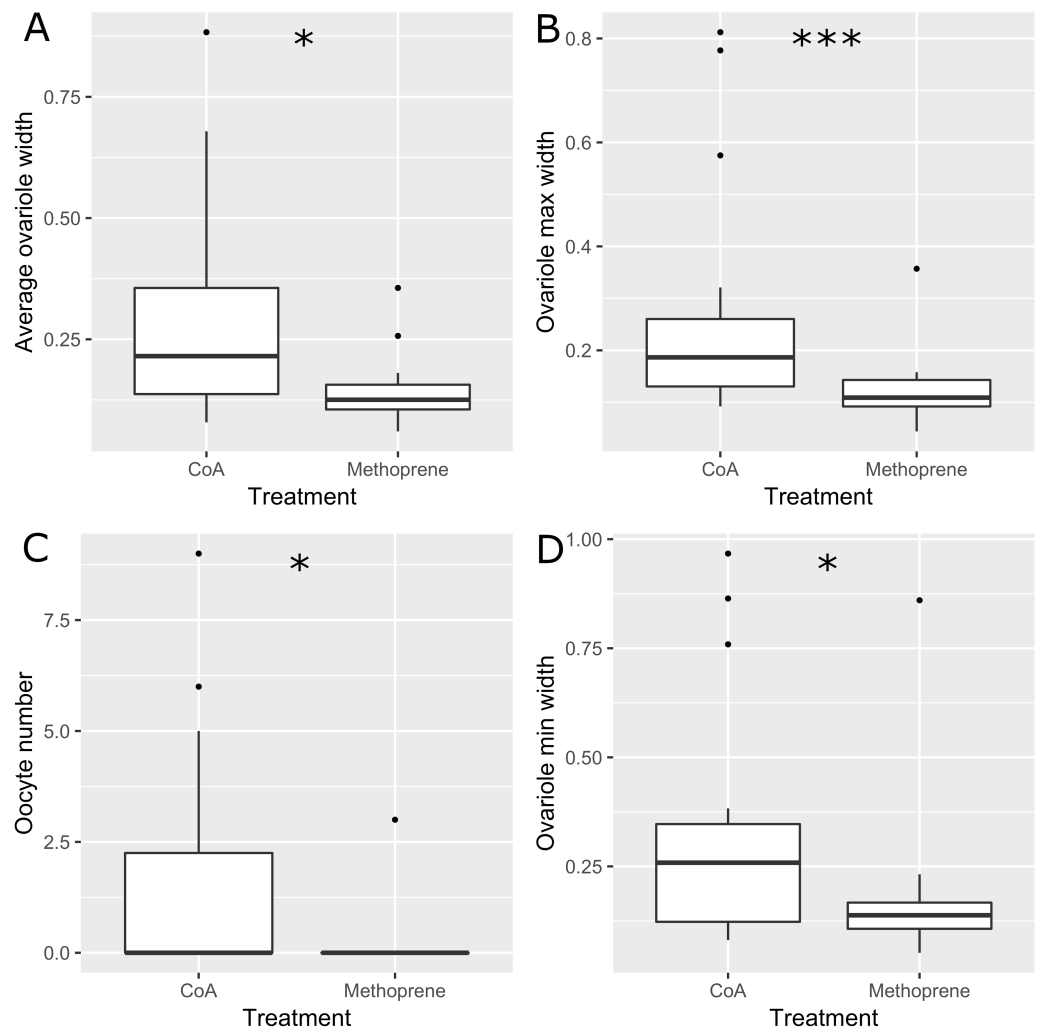 A
*
Average ovariole width
0.75
0.50
0.25
CoA Methoprene
Treatment
B
***
Ovariole max width
0.8
0.6
0.4
0.2
CoA Methoprene
Treatment
C
*
Oocyte number
7.5
5.0
2.5
0.0
CoA Methoprene
Treatment
D
*
Ovariole min width
1.00
0.75
0.50
0.25
CoA Methoprene
Treatment